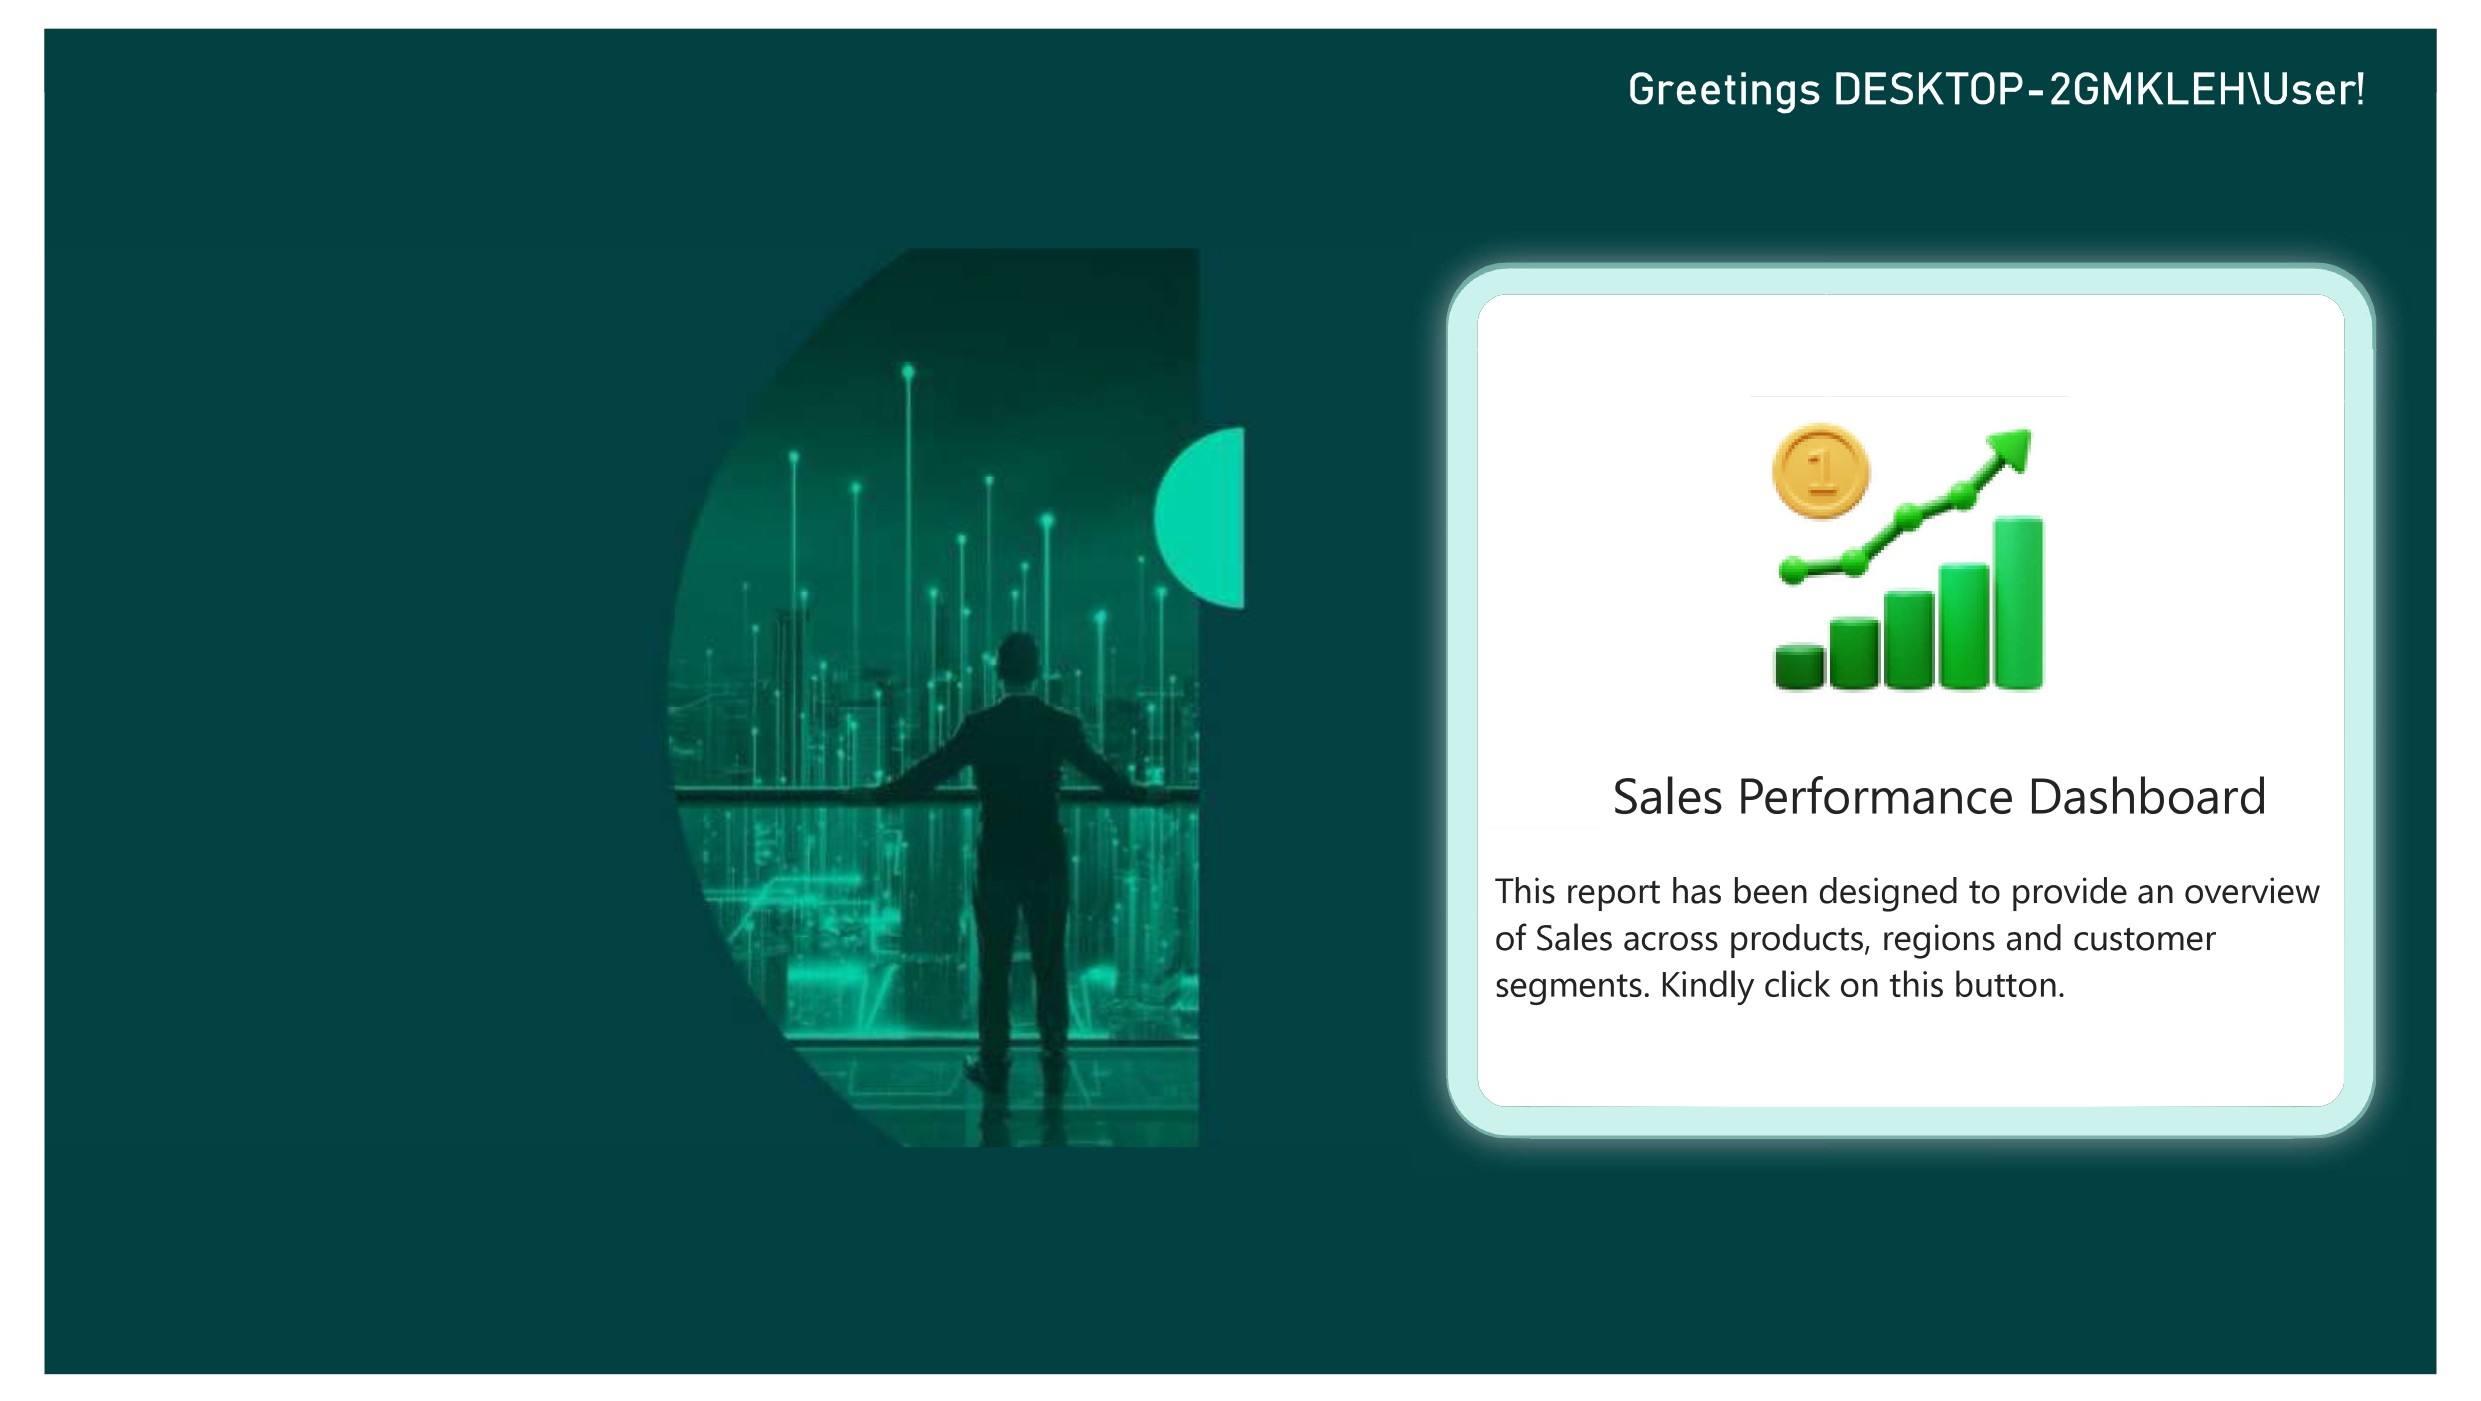 Greetings DESKTOP-2GMKLEH\User!
1
Sales Performance Dashboard
This report has been designed to provide an overview
of Sales across products, regions and customer
segments. Kindly click on this button.